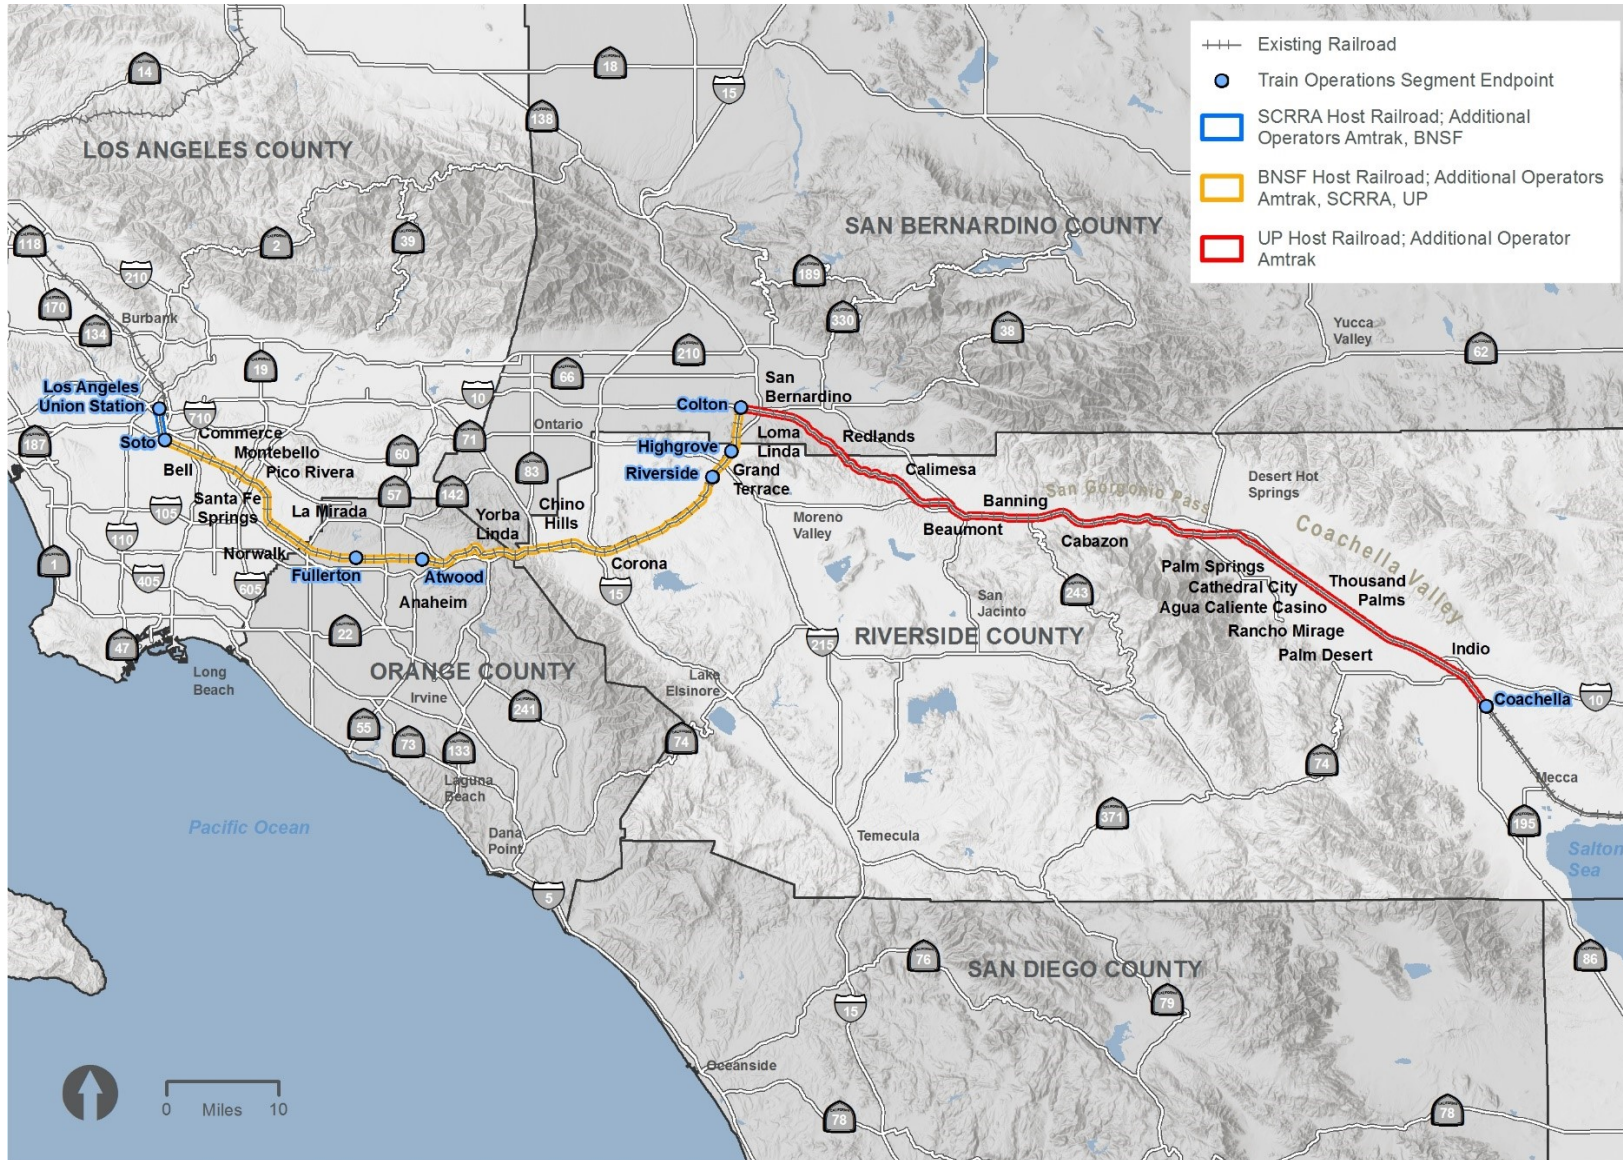 Existing Railroad
Train Operations Segment Endpoint
SCRRA Host Railroad; Additional
Operators Amtrak, BNSF
BNSF Host Railroad; Additional Operators
Amtrak, SCRRA, UP
UP Host Railroad; Additional Operator
Amtrak
14
18
15
138
LOS ANGELES COUNTY
SAN BERNARDINO COUNTY
118
2
39
210
189
170
Burbank
134
330
38
Yucca
Valley
62
19
210
66
10
Los Angeles
Union Station
San
Bernardino
Colton
710
187
Soto
Commerce
Montebello
Pico Rivera
Bell
60
71
Ontario
Highgrove
Loma
Linda
Redlands
Riverside
Grand
Terrace
Calimesa
83
57
142
Santa Fe
Springs
La Mirada
Yorba
Linda
Chino
Hills
105
110
Moreno
Valley
Banning
Beaumont
San Gorgonio Pass
Desert Hot
Springs
Coachella Valley
Cabazon
Norwalk
Fullerton
Atwood
Anaheim
Corona
1
405
605
15
San
Jacinto
243
Palm Springs
Cathedral City
Agua Caliente Casino
Rancho Mirage
Palm Desert
Thousand
Palms
Indio
Coachella
10
47
22
Long
Beach
ORANGE COUNTY
RIVERSIDE COUNTY
215
Irvine
Lake
Elsinore
241
55
73
133
74
Laguna
Beach
74
Mecca
195
371
Pacific Ocean
Dana
Point
Temecula
Salton
Sea
5
76
SAN DIEGO COUNTY
86
79
15
Oceanside
78
78
0 Miles 10